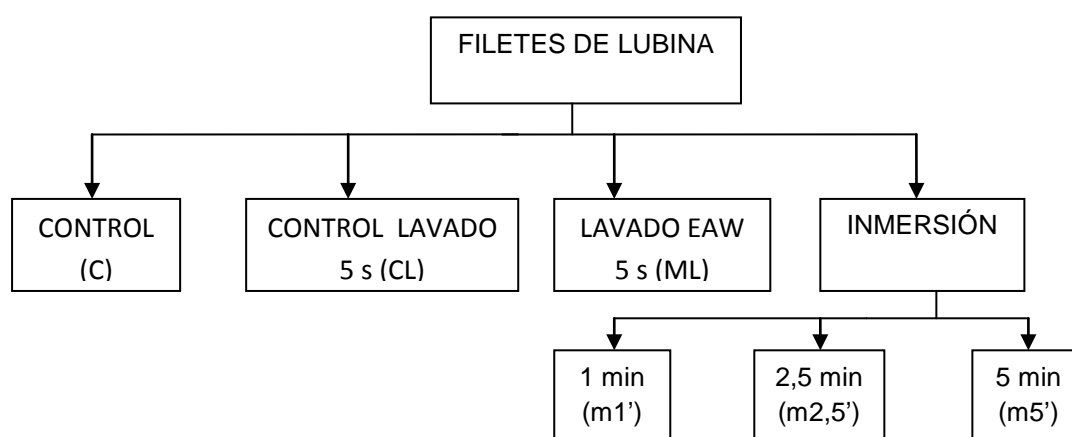 FILETES DE LUBINA
CONTROL
(C)
CONTROL LAVADO
5 s (CL)
LAVADO EAW
5 s (ML)
INMERSIÓN
1 min
(m1’)
2,5 min
(m2,5’)
5 min
(m5’)